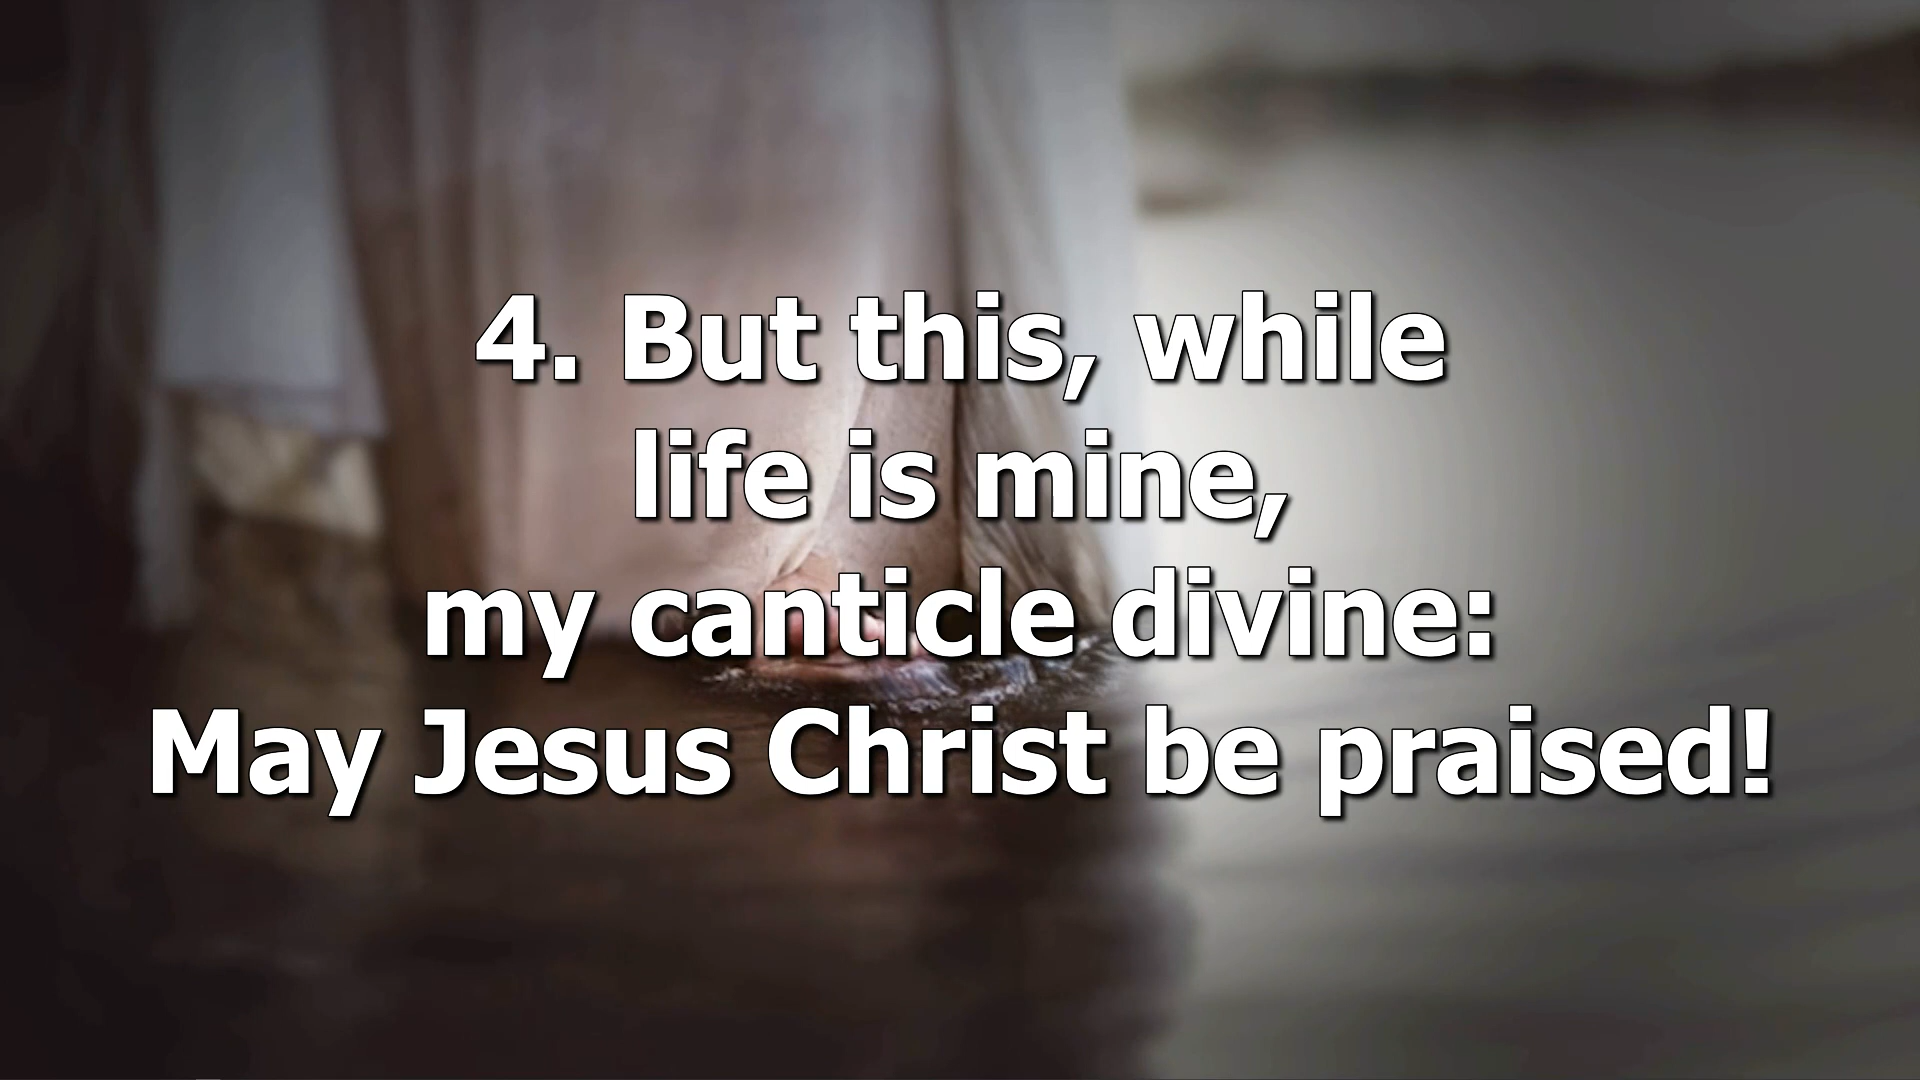 4. But this, while
life is mine,
my canticle divine:
May Jesus Christ be praised!